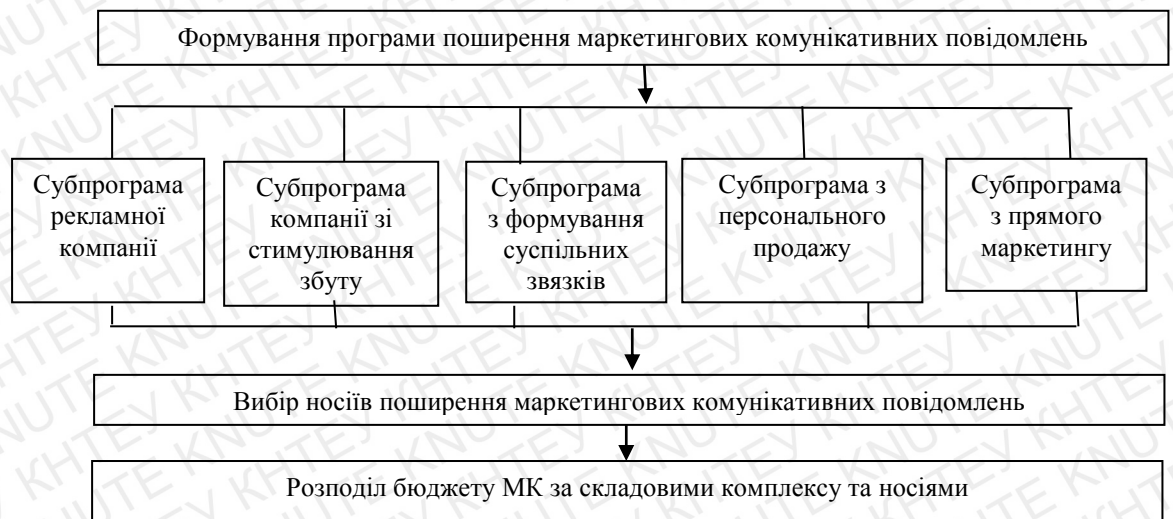 Формування програми поширення маркетингових комунікативних повідомлень
Субпрограма
рекламної
компанії
Субпрограма
компанії зі
стимулювання
збуту
Субпрограма
з формування
суспільних
звязків
Субпрограма з
персонального
продажу
Субпрограма
з прямого
маркетингу
Вибір носіїв поширення маркетингових комунікативних повідомлень
Розподіл бюджету МК за складовими комплексу та носіями